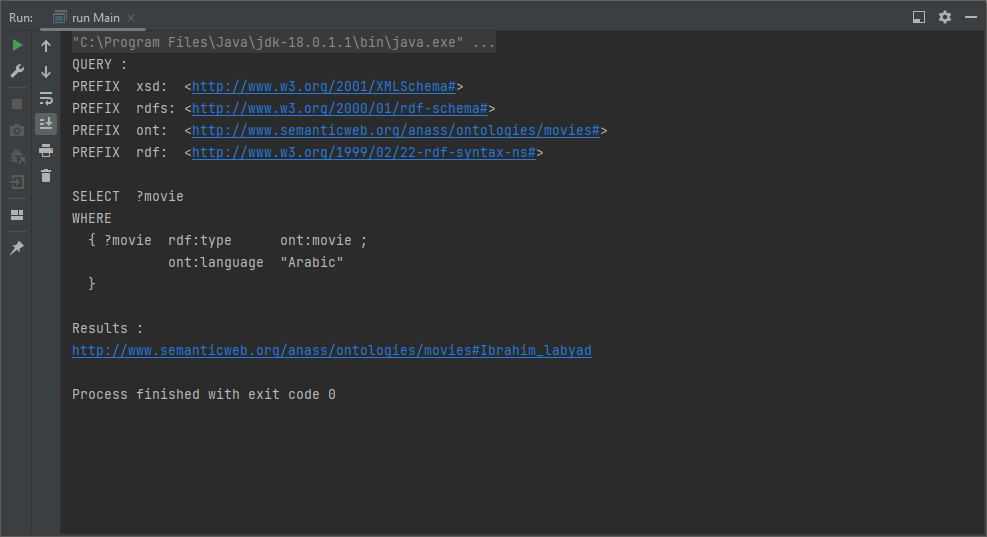 Run: run Main
"C:\Program Files\Java\jdk-18.0.1.1\bin\java.exe" ...
QUERY :
PREFIX  xsd:  <http://www.w3.org/2001/XMLSchema#>
PREFIX  rdfs: <http://www.w3.org/2000/01/rdf-schema#>
PREFIX  ont:  <http://www.semanticweb.org/anass/ontologies/movies#>
PREFIX  rdf:  <http://www.w3.org/1999/02/22-rdf-syntax-ns#>

SELECT  ?movie
WHERE
  { ?movie  rdf:type      ont:movie ;
            ont:language  "Arabic"
  }

Results :
http://www.semanticweb.org/anass/ontologies/movies#Ibrahim_labyad

Process finished with exit code 0